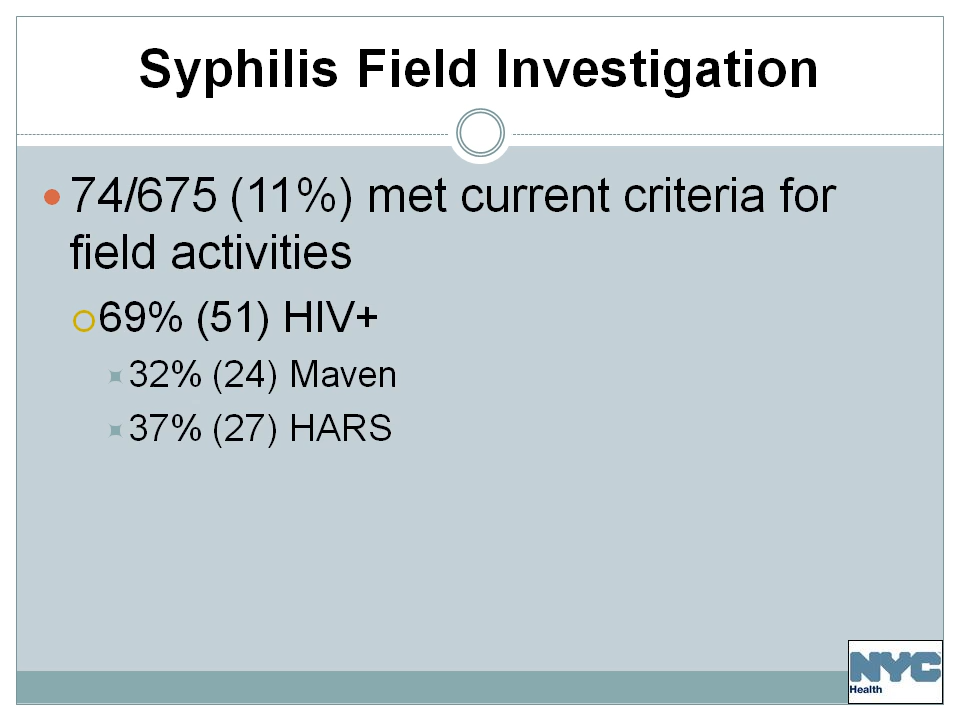 Syphilis Field Investigation
74/675 (11%) met current criteria for
field activities
69% (51) HIV+
32% (24) Maven
37% (27) HARS
NYC
Health